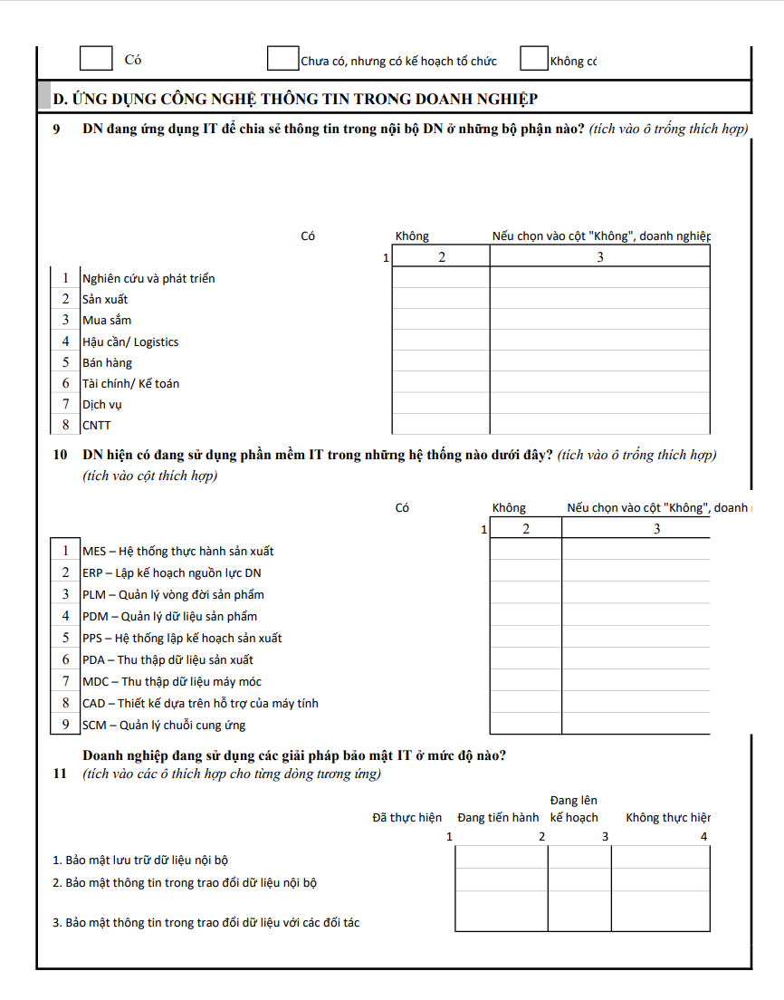 Có Chưa có, nhưng có kế hoạch tổ chức Không có
D. ỨNG DỤNG CÔNG NGHỆ THÔNG TIN TRONG DOANH NGHIỆP
9 DN đang ứng dụng IT để chia sẻ thông tin trong nội bộ DN ở những bộ phận nào? (tích vào ô trống thích hợp)
Có Không Nếu chọn vào cột "Không", doanh nghiệp
1 2 3
1 Nghiên cứu và phát triển
2 Sản xuất
3 Mua sắm
4 Hậu cần/ Logistics
5 Bán hàng
6 Tài chính/ Kế toán
7 Dịch vụ
8 CNTT
10 DN hiện có đang sử dụng phần mềm IT trong những hệ thống nào dưới đây? (tích vào ô trống thích hợp)
(tích vào cột thích hợp)
Có Không Nếu chọn vào cột "Không", doanh
1 2 3
1 MES – Hệ thống thực hành sản xuất
2 ERP – Lập kế hoạch nguồn lực DN
3 PLM – Quản lý vòng đời sản phẩm
4 PDM – Quản lý dữ liệu sản phẩm
5 PPS – Hệ thống lập kế hoạch sản xuất
6 PDA – Thu thập dữ liệu sản xuất
7 MDC – Thu thập dữ liệu máy móc
8 CAD – Thiết kế dựa trên hỗ trợ của máy tính
9 SCM – Quản lý chuỗi cung ứng
Doanh nghiệp đang sử dụng các giải pháp bảo mật IT ở mức độ nào?
11 (tích vào các ô thích hợp cho từng dòng tương ứng)
Đang lên
Đã thực hiện Đang tiến hành kế hoạch Không thực hiện
1 2 3 4
1. Bảo mật lưu trữ dữ liệu nội bộ
2. Bảo mật thông tin trong trao đổi dữ liệu nội bộ
3. Bảo mật thông tin trong trao đổi dữ liệu với các đối tác